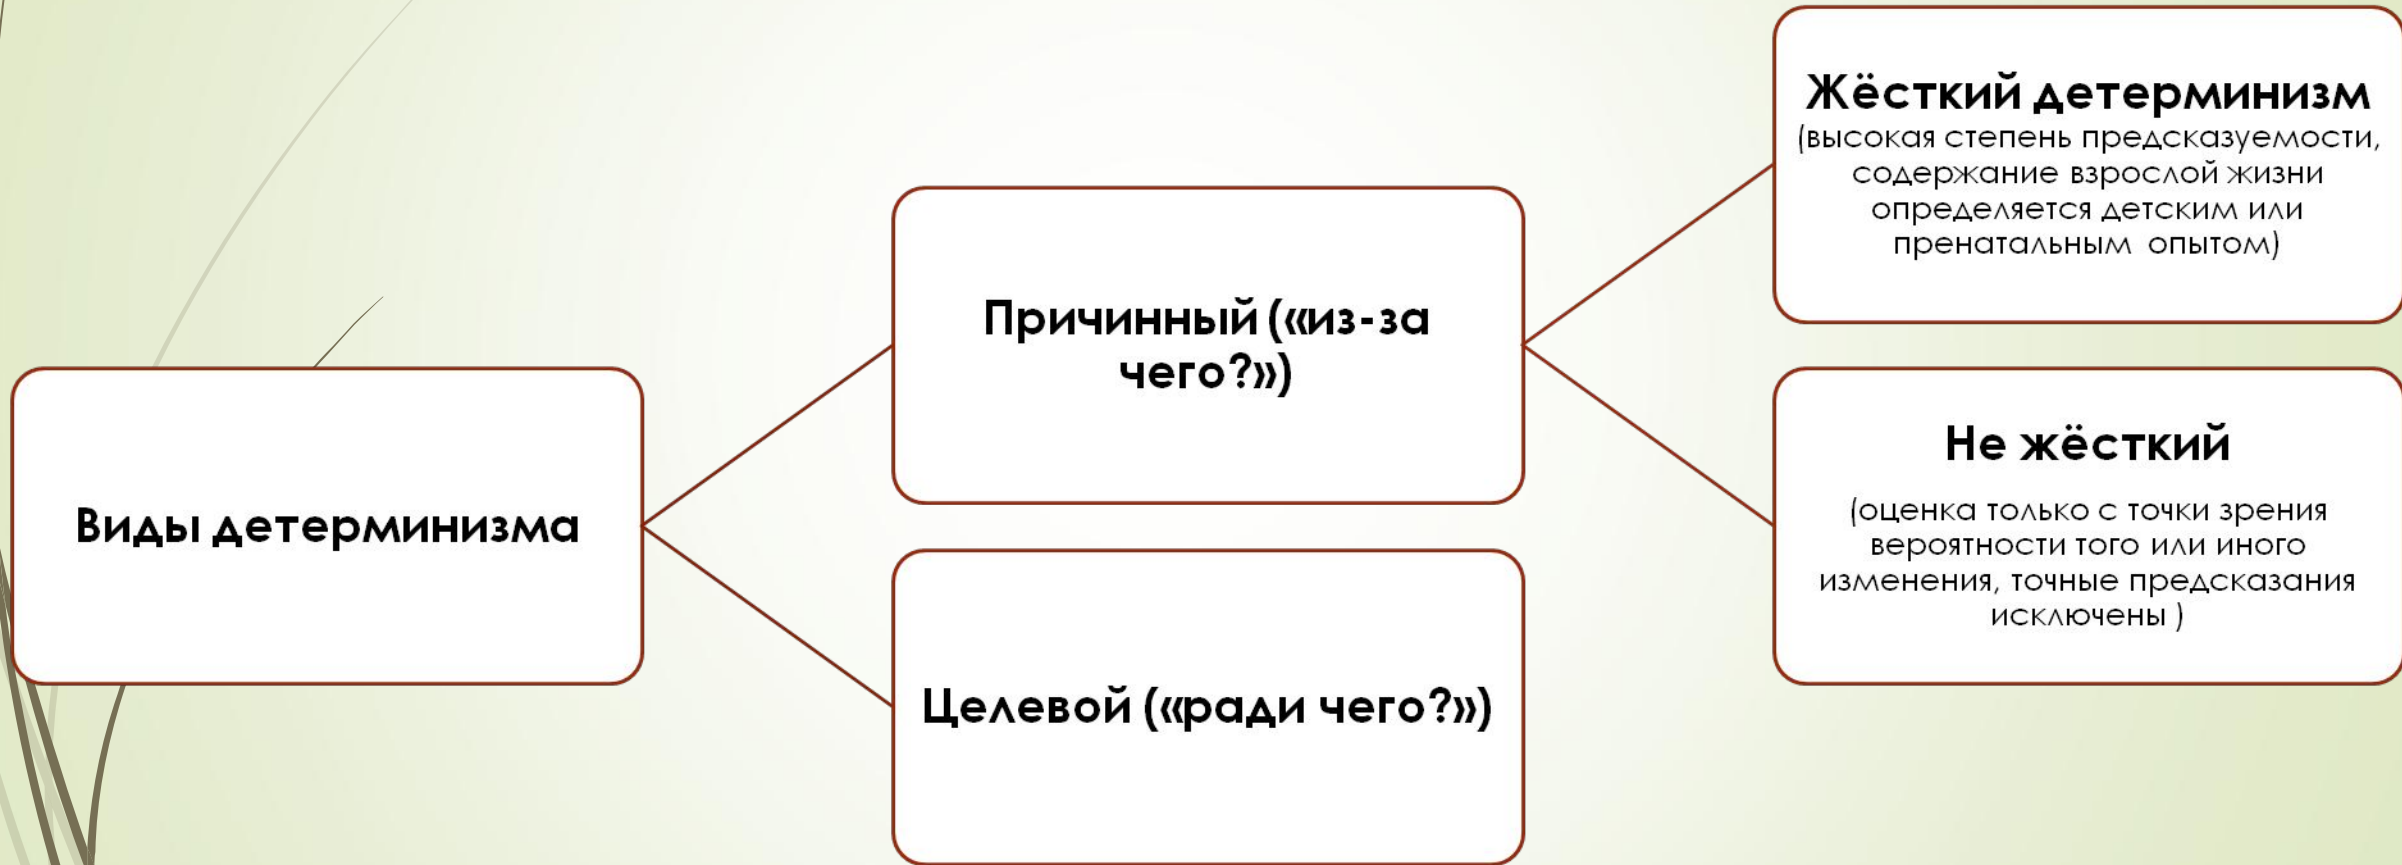 Виды детерминизма
Причинный («из-за
чего?»)
Целевой («ради чего?»)
Жёсткий детерминизм
(высокая степень предсказуемости,
содержание взрослой жизни
определяется детским или
пренатальным опытом)
Не жёсткий
(оценка только с точки зрения
вероятности того или иного
изменения, точные предсказания
исключены )